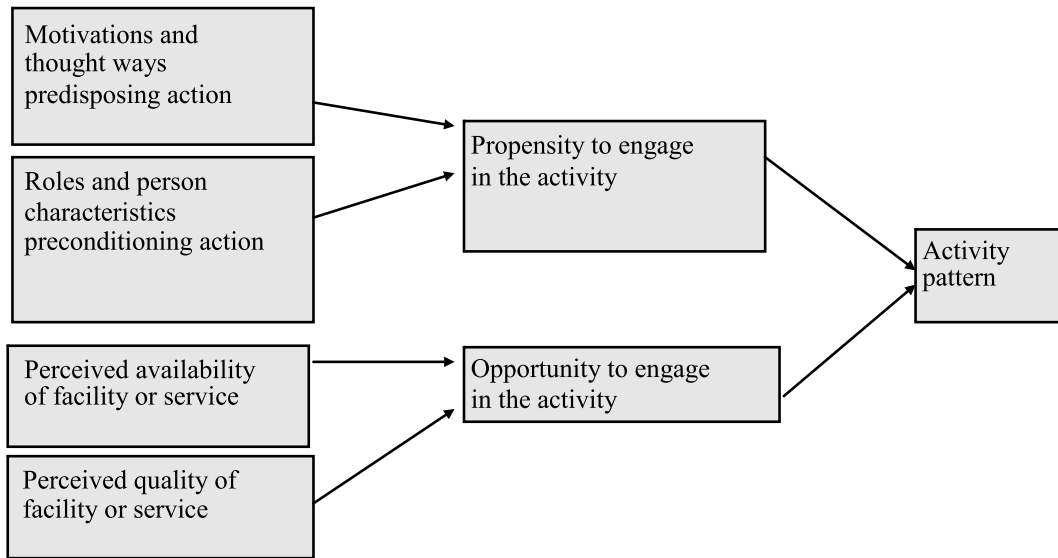 Motivations and
thought ways
predisposing action
Roles and person
characteristics
preconditioning action
Perceived availability
of facility or service
Perceived quality of
facility or service
Propensity to engage
in the activity
Opportunity to engage
in the activity
Activity
pattern